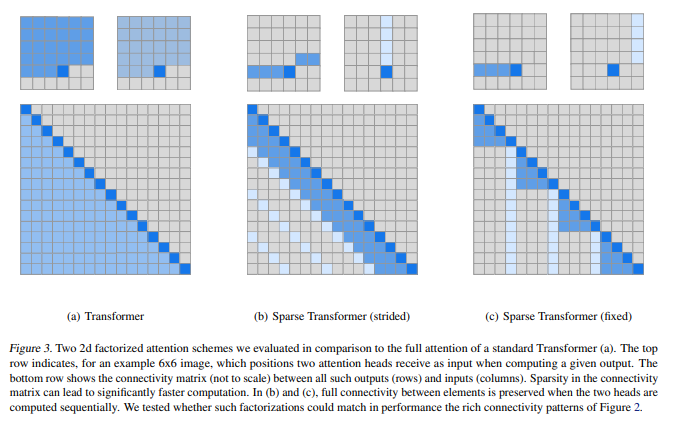 (a) Transformer
(b) Sparse Transformer (strided)
(c) Sparse Transformer (fixed)
Figure 3. Two 2d factorized attention schemes we evaluated in comparison to the full attention of a standard Transformer (a). The top
row indicates, for an example 6x6 image, which positions two attention heads receive as input when computing a given output. The
bottom row shows the connectivity matrix (not to scale) between all such outputs (rows) and inputs (columns). Sparsity in the connectivity
matrix can lead to significantly faster computation. In (b) and (c), full connectivity between elements is preserved when the two heads are
computed sequentially. We tested whether such factorizations could match in performance the rich connectivity patterns of Figure 2.